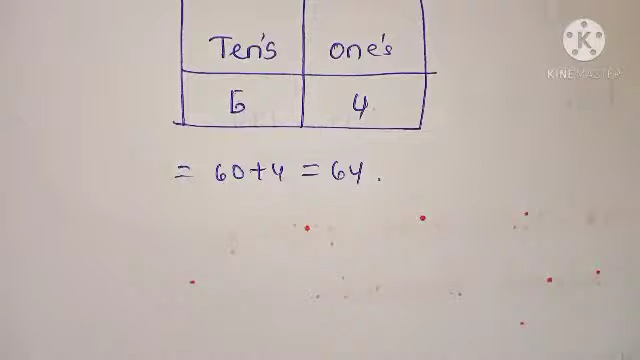 Ten's one's
6 4
= 60+4 = 64.
KINEMASTER